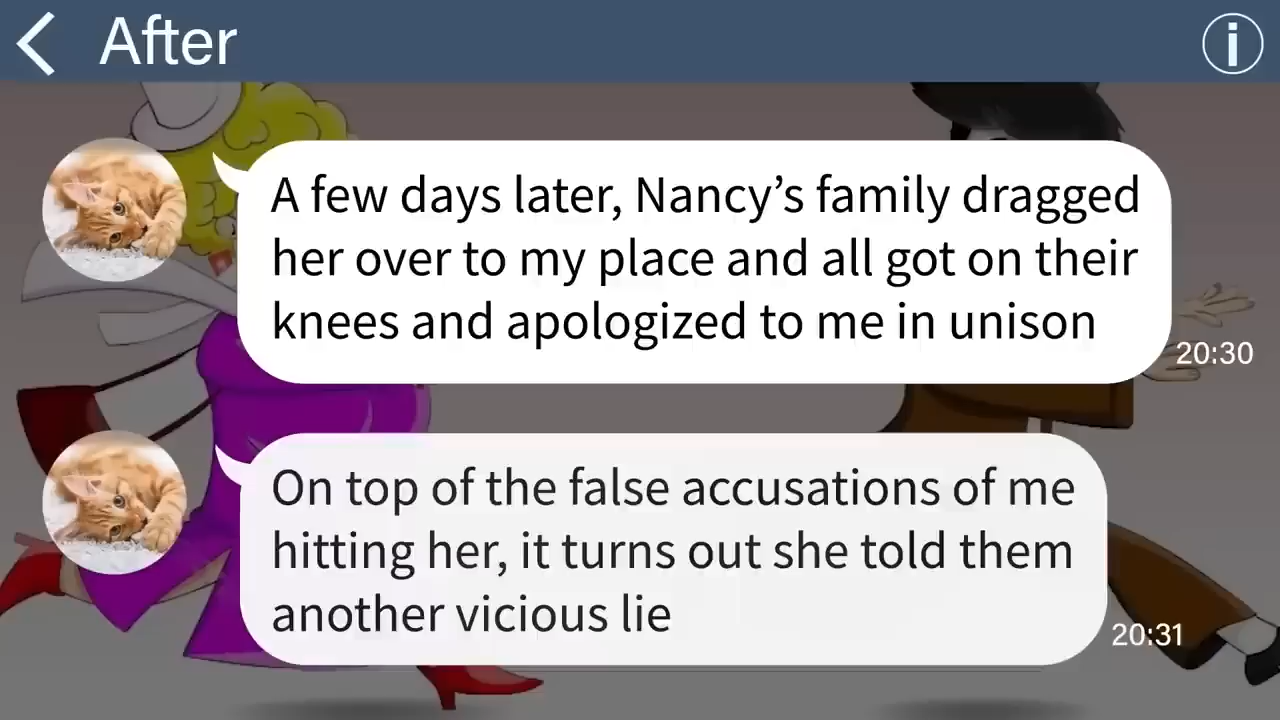 After
A few days later, Nancy’s family dragged
her over to my place and all got on their
knees and apologized to me in unison
20:30
On top of the false accusations of me
hitting her, it turns out she told them
another vicious lie
20:31